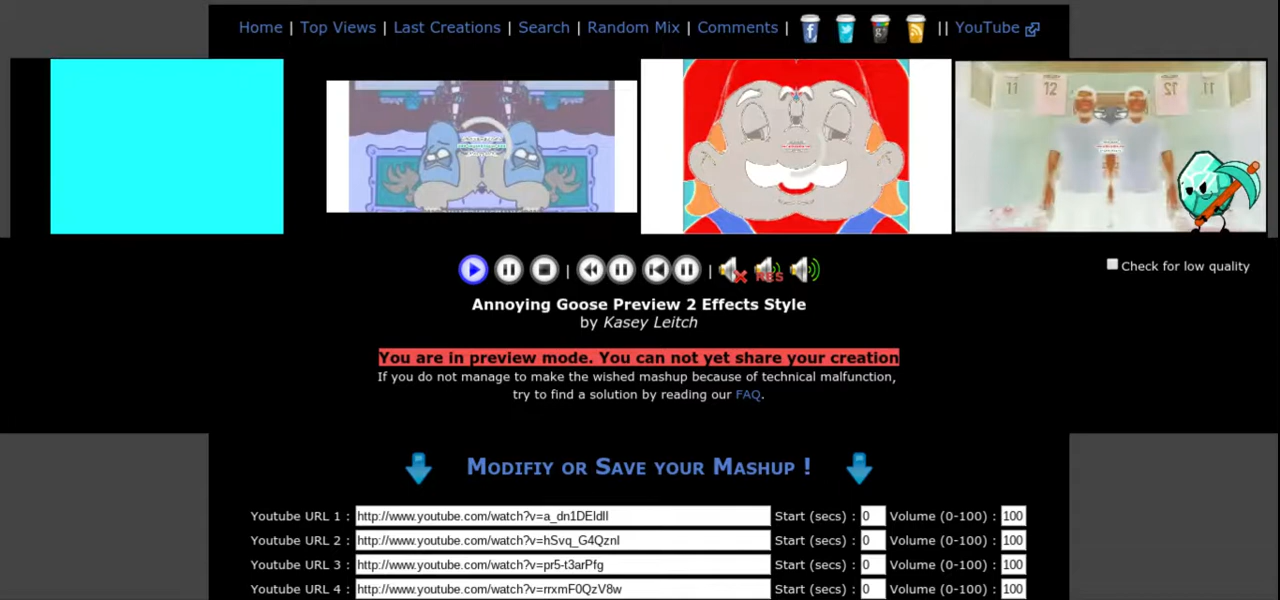 Home | Top Views | Last Creations | Search | Random Mix | Comments | || YouTube
11 12 12 11
| | RES
Check for low quality
Annoying Goose Preview 2 Effects Style
by Kasey Leitch
You are in preview mode. You can not yet share your creation
If you do not manage to make the wished mashup because of technical malfunction,
try to find a solution by reading our FAQ.
Modifiy or Save your Mashup !
Youtube URL 1 : http://www.youtube.com/watch?v=a_dn1DEldlI Start (secs) : 0 Volume (0-100) : 100
Youtube URL 2 : http://www.youtube.com/watch?v=hSvq_G4QznI Start (secs) : 0 Volume (0-100) : 100
Youtube URL 3 : http://www.youtube.com/watch?v=pr5-t3arPfg Start (secs) : 0 Volume (0-100) : 100
Youtube URL 4 : http://www.youtube.com/watch?v=rrxmF0QzV8w Start (secs) : 0 Volume (0-100) : 100